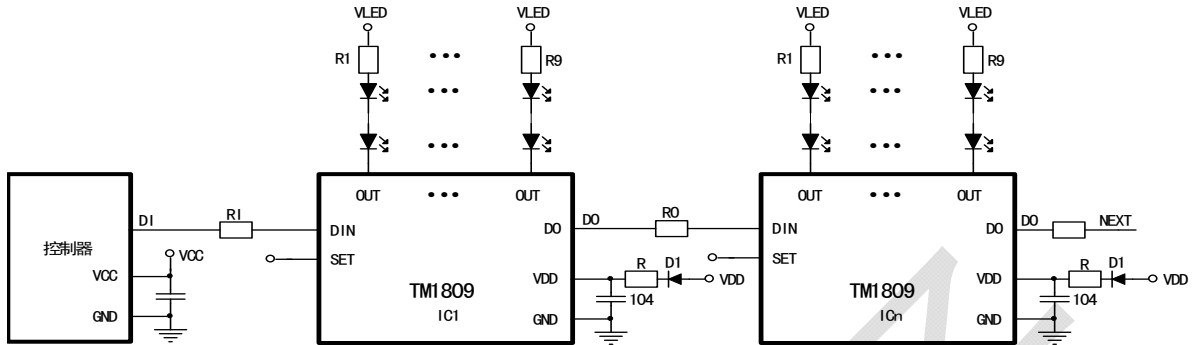 VLED VLED VLED VLED
R1 ••• R9 R1 ••• R9
••• •••
••• •••
OUT ••• OUT OUT ••• OUT
DI RI DIN DO DO RO DIN DO DO NEXT
控制器 VCC SET R D1 SET R D1
VCC VDD VDD VDD VDD
TM1809 104 TM1809 104
GND IC1 GND ICn GND